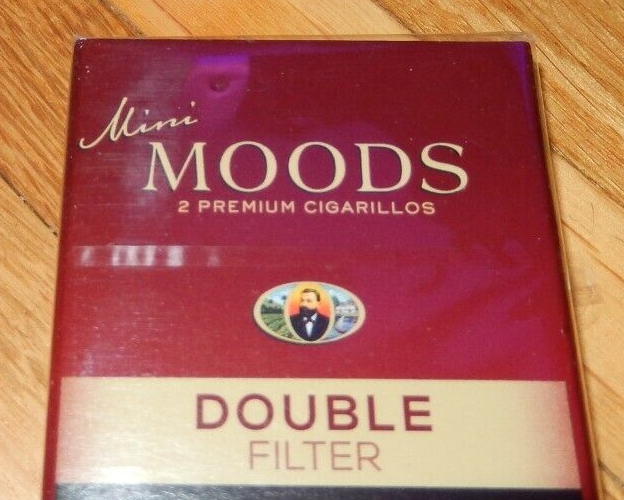 Mini
MOODS
2 PREMIUM CIGARILLOS
DOUBLE
FILTER